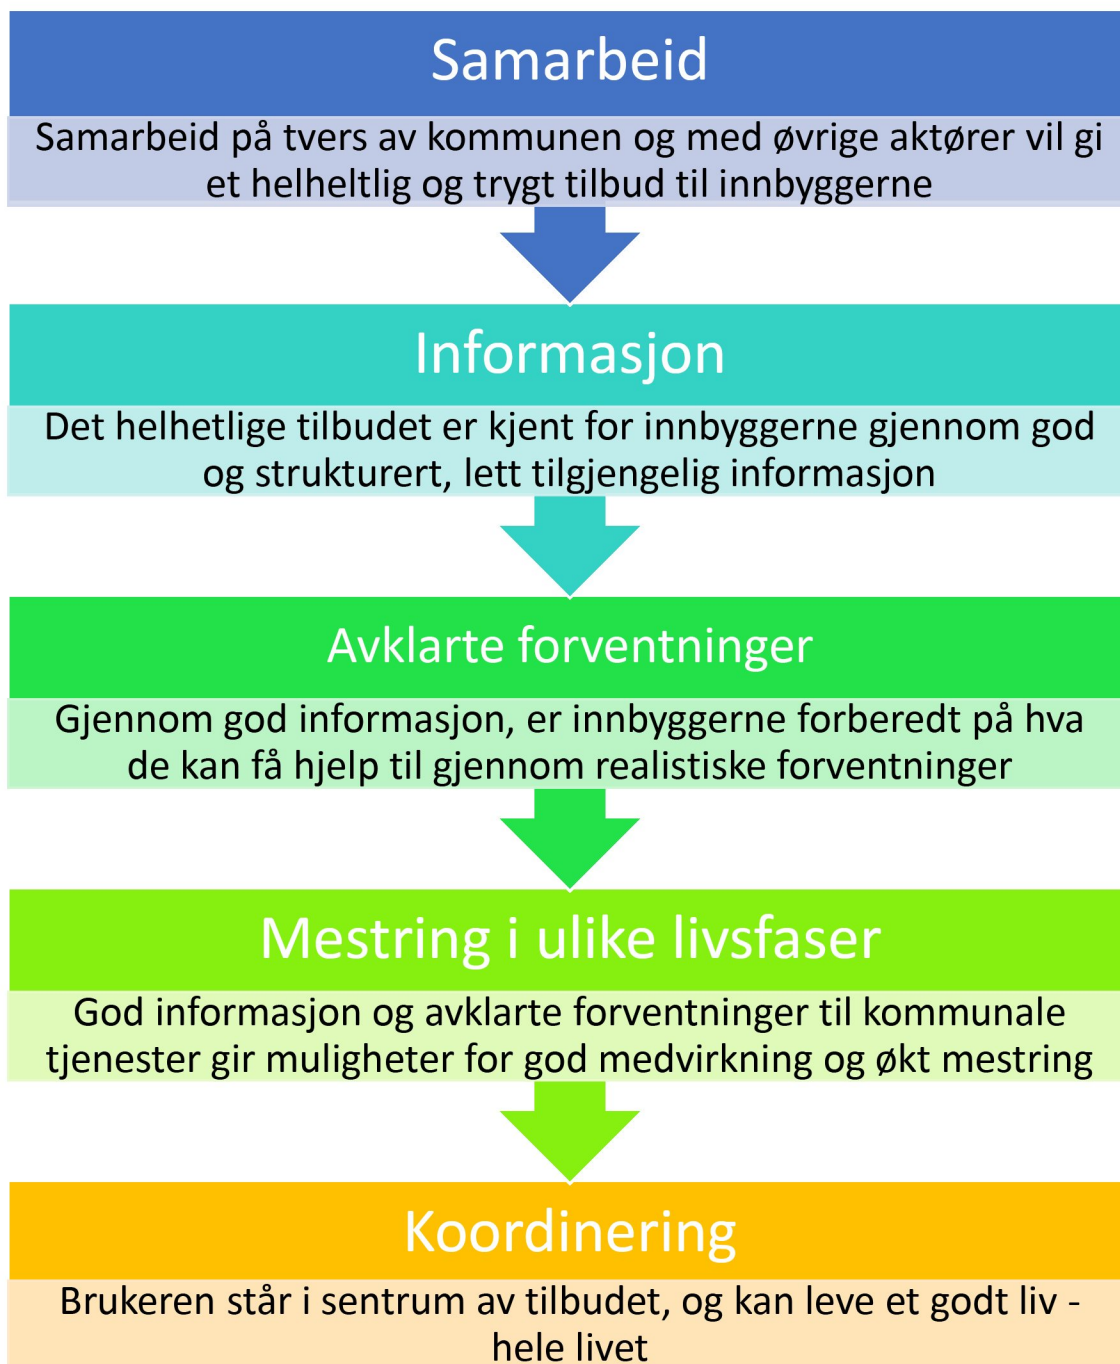 Samarbeid
Samarbeid på tvers av kommunen og med øvrige aktører vil gi
et helheltlig og trygt tilbud til innbyggerne
Informasjon
Det helhetlige tilbudet er kjent for innbyggerne gjennom god
og strukturert, lett tilgjengelig informasjon
Avklarte forventninger
Gjennom god informasjon, er innbyggerne forberedt på hva
de kan få hjelp til gjennom realistiske forventninger
Mestring i ulike livsfaser
God informasjon og avklarte forventninger til kommunale
tjenester gir muligheter for god medvirkning og økt mestring
Koordinering
Brukeren står i sentrum av tilbudet, og kan leve et godt liv -
hele livet